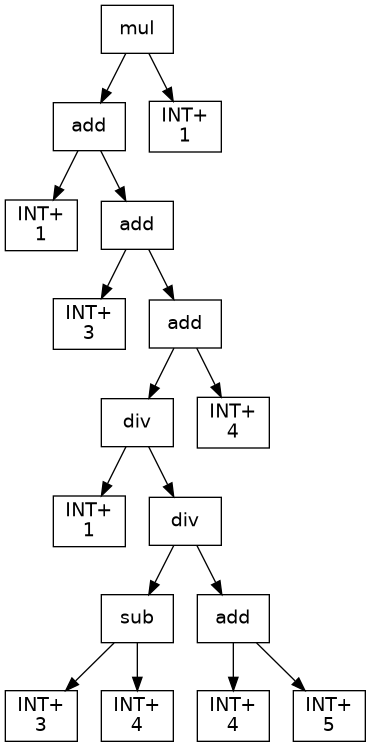 mul
add
INT+
1
INT+
1
add
INT+
3
add
div
INT+
4
INT+
1
div
sub
add
INT+
3
INT+
4
INT+
4
INT+
5